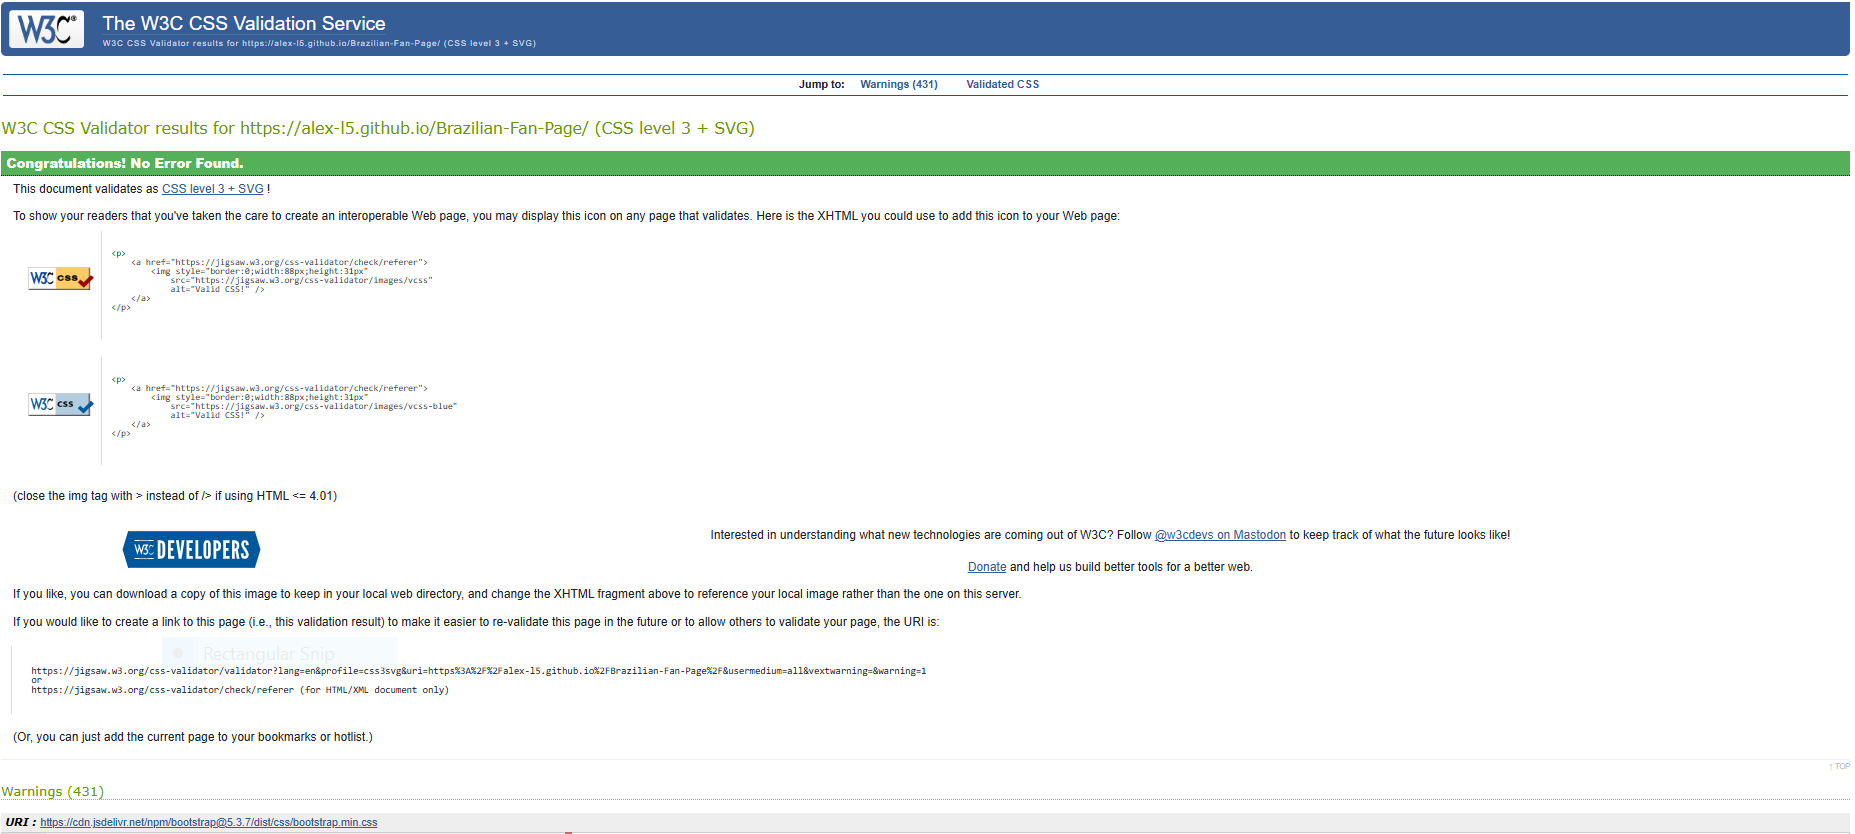 W3C®
The W3C CSS Validation Service
W3C CSS Validator results for https://alex-l5.github.io/Brazilian-Fan-Page/ (CSS level 3 + SVG)
Jump to: Warnings (431) Validated CSS
W3C CSS Validator results for https://alex-l5.github.io/Brazilian-Fan-Page/ (CSS level 3 + SVG)
Congratulations! No Error Found.
This document validates as CSS level 3 + SVG !
To show your readers that you've taken the care to create an interoperable Web page, you may display this icon on any page that validates. Here is the XHTML you could use to add this icon to your Web page:
W3C css
<p>
<a href="https://jigsaw.w3.org/css-validator/check/referer">
<img style="border:0;width:88px;height:31px"
src="https://jigsaw.w3.org/css-validator/images/vcss"
alt="Valid CSS!" />
</a>
</p>
W3C css
<p>
<a href="https://jigsaw.w3.org/css-validator/check/referer">
<img style="border:0;width:88px;height:31px"
src="https://jigsaw.w3.org/css-validator/images/vcss-blue"
alt="Valid CSS!" />
</a>
</p>
(close the img tag with > instead of /> if using HTML <= 4.01)
W3C DEVELOPERS
Interested in understanding what new technologies are coming out of W3C? Follow @w3cdevs on Mastodon to keep track of what the future looks like!
Donate and help us build better tools for a better web.
If you like, you can download a copy of this image to keep in your local web directory, and change the XHTML fragment above to reference your local image rather than the one on this server.
If you would like to create a link to this page (i.e., this validation result) to make it easier to re-validate this page in the future or to allow others to validate your page, the URI is:
Rectangular Snip
https://jigsaw.w3.org/css-validator/validator?lang=en&profile=css3svg&uri=https%3A%2F%2Falex-l5.github.io%2FBrazilian-Fan-Page%2F&usermedium=all&vextwarning=&warning=1
or
https://jigsaw.w3.org/css-validator/check/referer (for HTML/XML document only)
(Or, you can just add the current page to your bookmarks or hotlist.)
↑ TOP
Warnings (431)
URI : https://cdn.jsdelivr.net/npm/bootstrap@5.3.7/dist/css/bootstrap.min.css